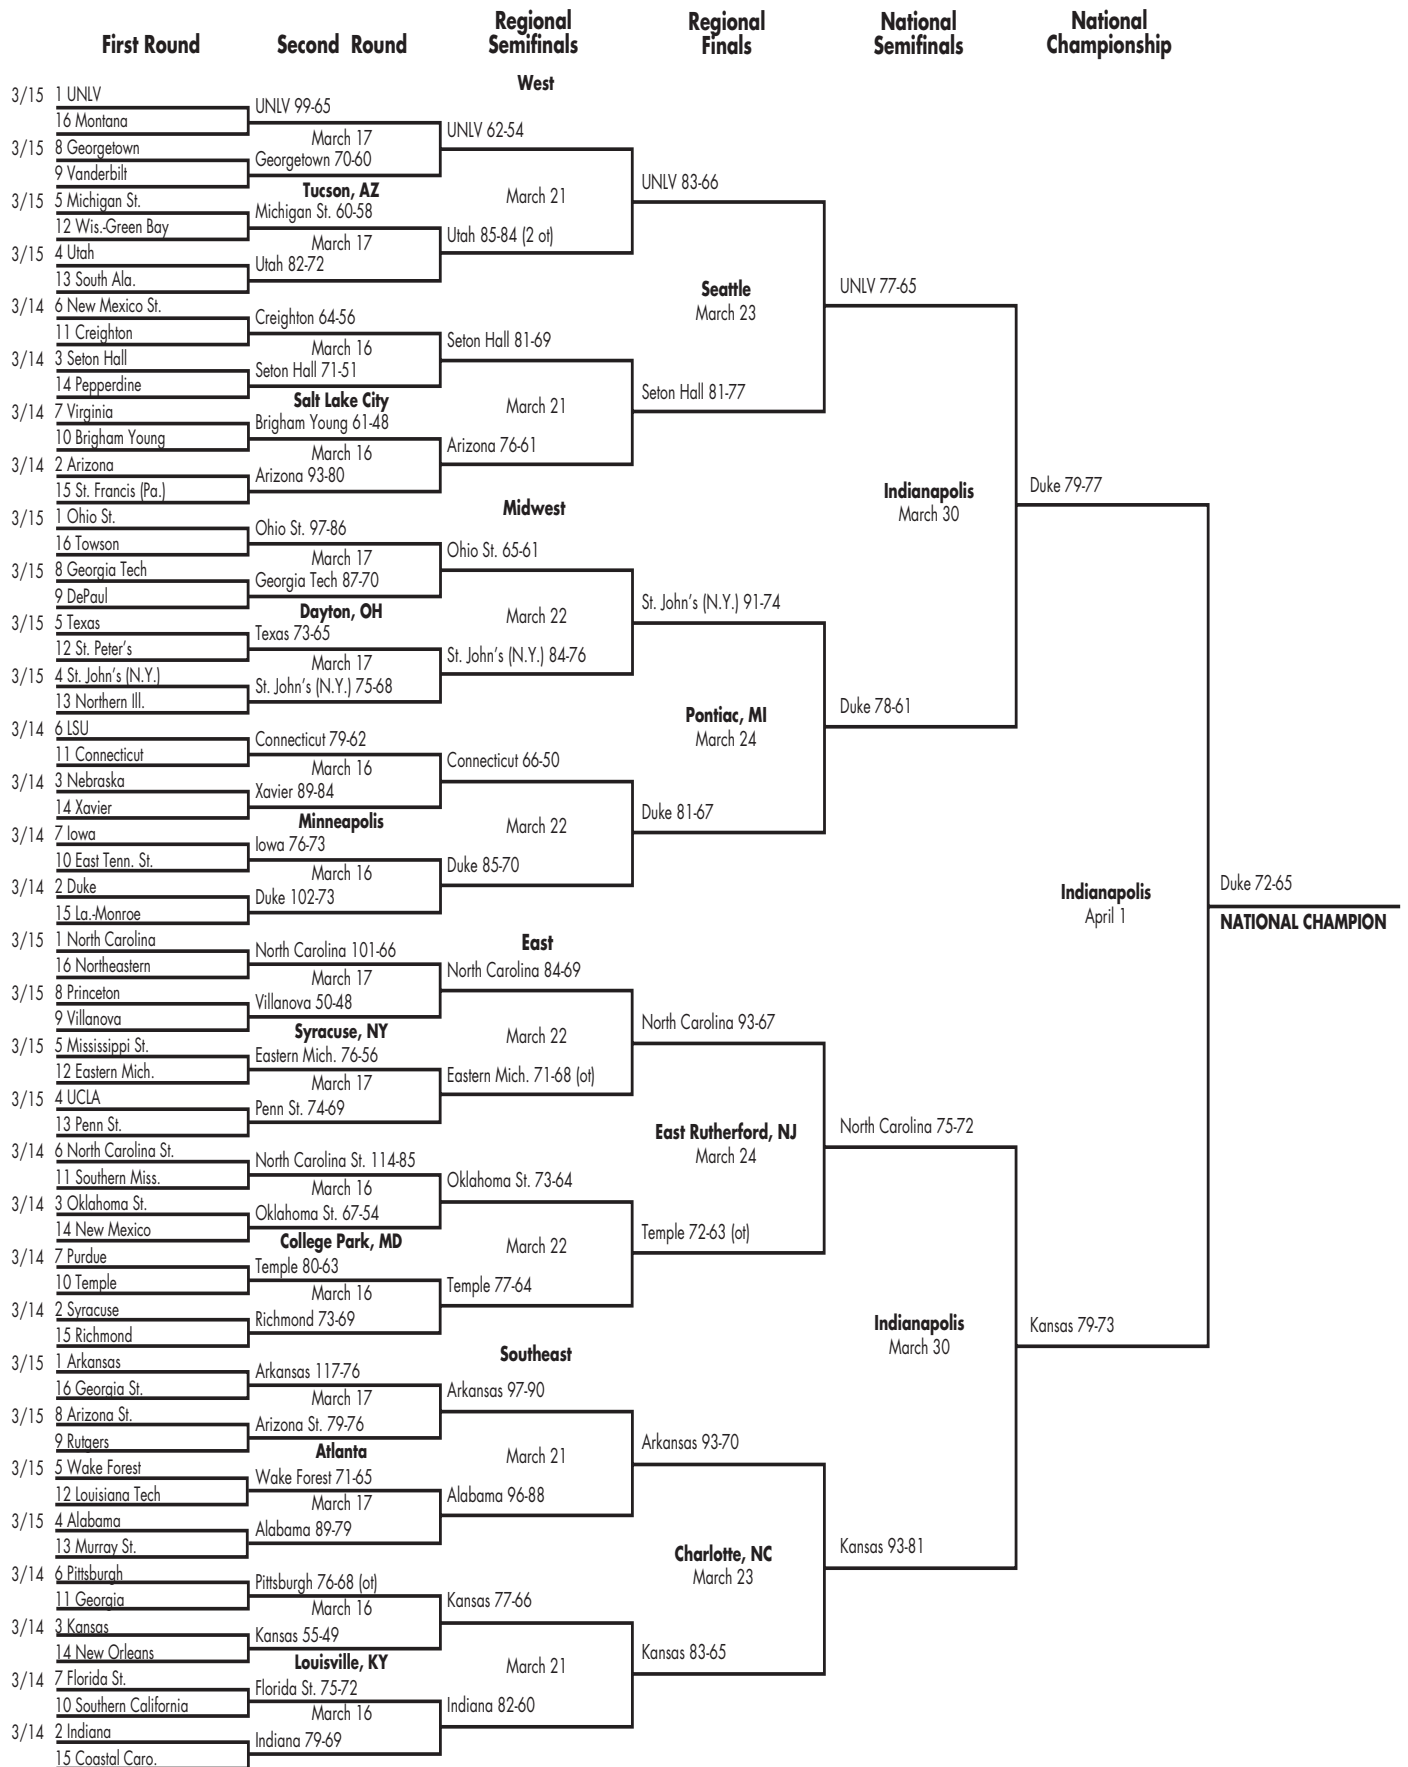 First Round
Second Round
Regional
Semifinals
Regional
Finals
National
Semifinals
National
Championship
West
3/15 1 UNLV
16 Montana
3/15 8 Georgetown
9 Vanderbilt
3/15 5 Michigan St.
12 Wis.-Green Bay
3/15 4 Utah
13 South Ala.
3/14 6 New Mexico St.
11 Creighton
3/14 3 Seton Hall
14 Pepperdine
3/14 7 Virginia
10 Brigham Young
3/14 2 Arizona
15 St. Francis (Pa.)
UNLV 99-65
March 17
Georgetown 70-60
Tucson, AZ
Michigan St. 60-58
March 17
Utah 82-72
Creighton 64-56
March 16
Seton Hall 71-51
Salt Lake City
Brigham Young 61-48
March 16
Arizona 93-80
UNLV 62-54
March 21
Utah 85-84 (2 ot)
Seton Hall 81-69
March 21
Arizona 76-61
UNLV 83-66
Seattle
March 23
Seton Hall 81-77
UNLV 77-65
Midwest
3/15 1 Ohio St.
16 Towson
3/15 8 Georgia Tech
9 DePaul
3/15 5 Texas
12 St. Peter's
3/15 4 St. John's (N.Y.)
13 Northern Ill.
3/14 6 LSU
11 Connecticut
3/14 3 Nebraska
14 Xavier
3/14 7 Iowa
10 East Tenn. St.
3/14 2 Duke
15 La.-Monroe
Ohio St. 97-86
March 17
Georgia Tech 87-70
Dayton, OH
Texas 73-65
March 17
St. John's (N.Y.) 75-68
Connecticut 79-62
March 16
Xavier 89-84
Minneapolis
Iowa 76-73
March 16
Duke 102-73
Ohio St. 65-61
March 22
St. John's (N.Y.) 84-76
Connecticut 66-50
March 22
Duke 85-70
St. John's (N.Y.) 91-74
Pontiac, MI
March 24
Duke 81-67
Duke 78-61
Indianapolis
March 30
Duke 79-77
East
3/15 1 North Carolina
16 Northeastern
3/15 8 Princeton
9 Villanova
3/15 5 Mississippi St.
12 Eastern Mich.
3/15 4 UCLA
13 Penn St.
3/14 6 North Carolina St.
11 Southern Miss.
3/14 3 Oklahoma St.
14 New Mexico
3/14 7 Purdue
10 Temple
3/14 2 Syracuse
15 Richmond
North Carolina 101-66
March 17
Villanova 50-48
Syracuse, NY
Eastern Mich. 76-56
March 17
Penn St. 74-69
North Carolina St. 114-85
March 16
Oklahoma St. 67-54
College Park, MD
Temple 80-63
March 16
Richmond 73-69
North Carolina 84-69
March 22
Eastern Mich. 71-68 (ot)
Oklahoma St. 73-64
March 22
Temple 77-64
North Carolina 93-67
East Rutherford, NJ
March 24
Temple 72-63 (ot)
North Carolina 75-72
Southeast
3/15 1 Arkansas
16 Georgia St.
3/15 8 Arizona St.
9 Rutgers
3/15 5 Wake Forest
12 Louisiana Tech
3/15 4 Alabama
13 Murray St.
3/14 6 Pittsburgh
11 Georgia
3/14 3 Kansas
14 New Orleans
3/14 7 Florida St.
10 Southern California
3/14 2 Indiana
15 Coastal Caro.
Arkansas 117-76
March 17
Arizona St. 79-76
Atlanta
Wake Forest 71-65
March 17
Alabama 89-79
Pittsburgh 76-68 (ot)
March 16
Kansas 55-49
Louisville, KY
Florida St. 75-72
March 16
Indiana 79-69
Arkansas 97-90
March 21
Alabama 96-88
Kansas 77-66
March 21
Indiana 82-60
Arkansas 93-70
Charlotte, NC
March 23
Kansas 83-65
Kansas 93-81
Indianapolis
March 30
Kansas 79-73
Indianapolis
April 1
Duke 72-65
NATIONAL CHAMPION